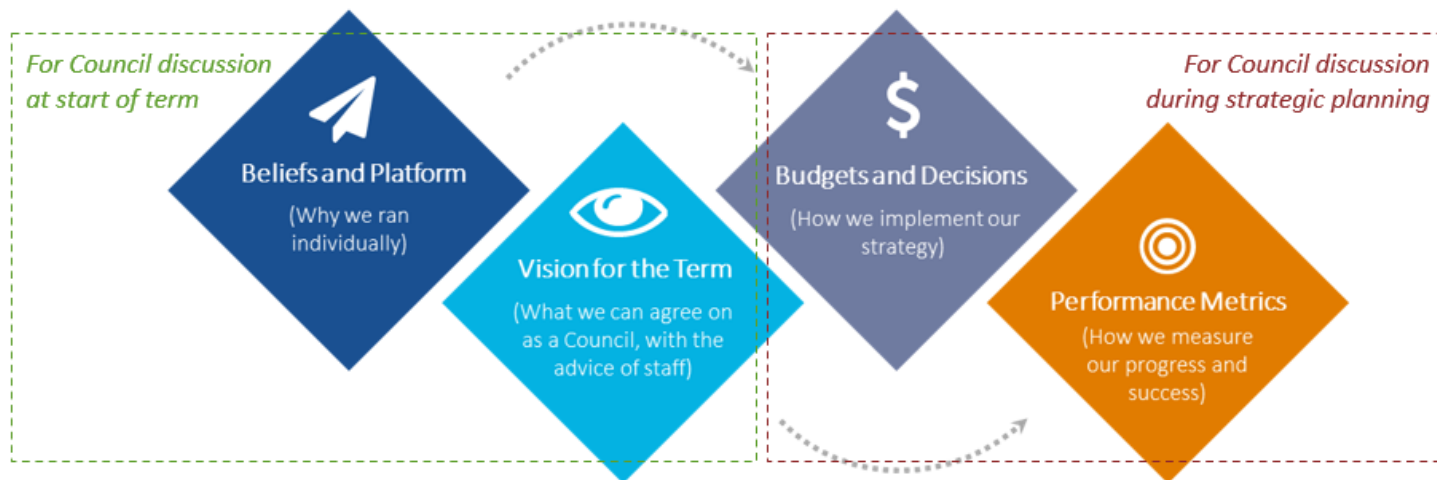 For Council discussion
at start of term
Beliefs and Platform
(Why we ran
individually)
Vision for the Term
(What we can agree on
as a Council, with the
advice of staff)
$
Budgets and Decisions
(How we implement our
strategy)
For Council discussion
during strategic planning
Performance Metrics
(How we measure
our progress and
success)